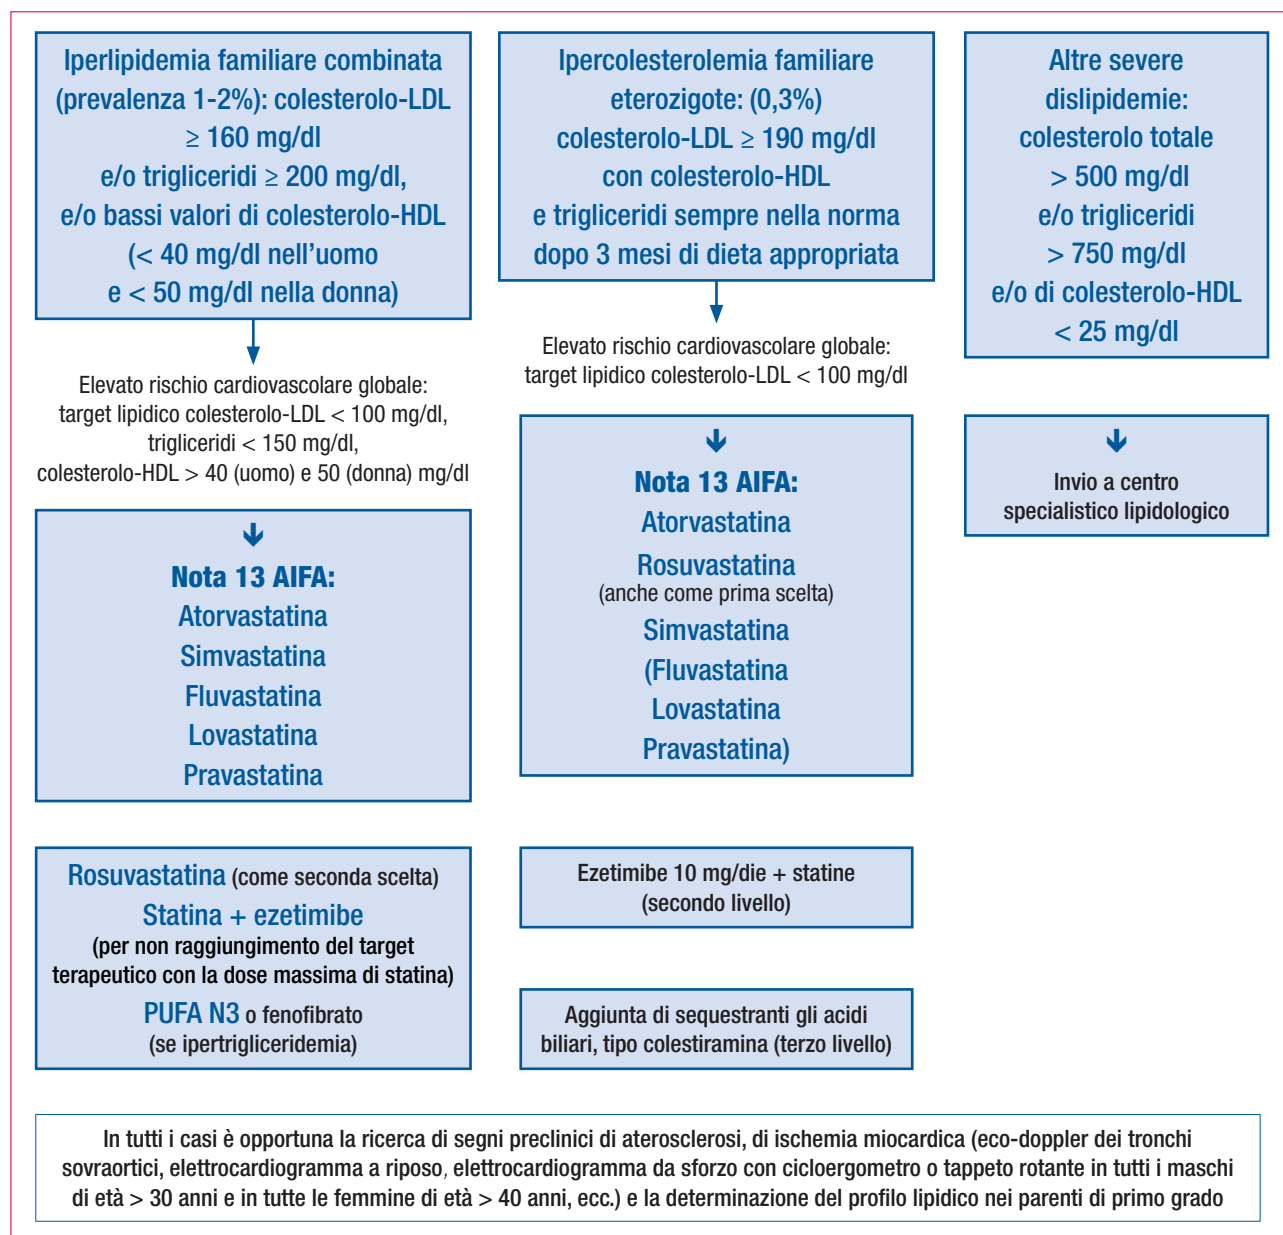 Iperlipidemia familiare combinata
(prevalenza 1-2%): colesterolo-LDL
≥ 160 mg/dl
e/o trigliceridi ≥ 200 mg/dl,
e/o bassi valori di colesterolo-HDL
(< 40 mg/dl nell’uomo
e < 50 mg/dl nella donna)
Elevato rischio cardiovascolare globale:
target lipidico colesterolo-LDL < 100 mg/dl,
trigliceridi < 150 mg/dl,
colesterolo-HDL > 40 (uomo) e 50 (donna) mg/dl
Nota 13 AIFA:
Atorvastatina
Simvastatina
Fluvastatina
Lovastatina
Pravastatina
Rosuvastatina (come seconda scelta)
Statina + ezetimibe
(per non raggiungimento del target
terapeutico con la dose massima di statina)
PUFA N3 o fenofibrato
(se ipertrigliceridemia)
Ipercolesterolemia familiare
eterozigote: (0,3%)
colesterolo-LDL ≥ 190 mg/dl
con colesterolo-HDL
e trigliceridi sempre nella norma
dopo 3 mesi di dieta appropriata
Elevato rischio cardiovascolare globale:
target lipidico colesterolo-LDL < 100 mg/dl
Nota 13 AIFA:
Atorvastatina
Rosuvastatina
(anche come prima scelta)
Simvastatina
(Fluvastatina
Lovastatina
Pravastatina)
Ezetimibe 10 mg/die + statine
(secondo livello)
Aggiunta di sequestranti gli acidi
biliari, tipo colestiramina (terzo livello)
Altre severe
dislipidemie:
colesterolo totale
> 500 mg/dl
e/o trigliceridi
> 750 mg/dl
e/o di colesterolo-HDL
< 25 mg/dl
Invio a centro
specialistico lipidologico
In tutti i casi è opportuna la ricerca di segni preclinici di aterosclerosi, di ischemia miocardica (eco-doppler dei tronchi
sovraortici, elettrocardiogramma a riposo, elettrocardiogramma da sforzo con cicloergometro o tappeto rotante in tutti i maschi
di età > 30 anni e in tutte le femmine di età > 40 anni, ecc.) e la determinazione del profilo lipidico nei parenti di primo grado